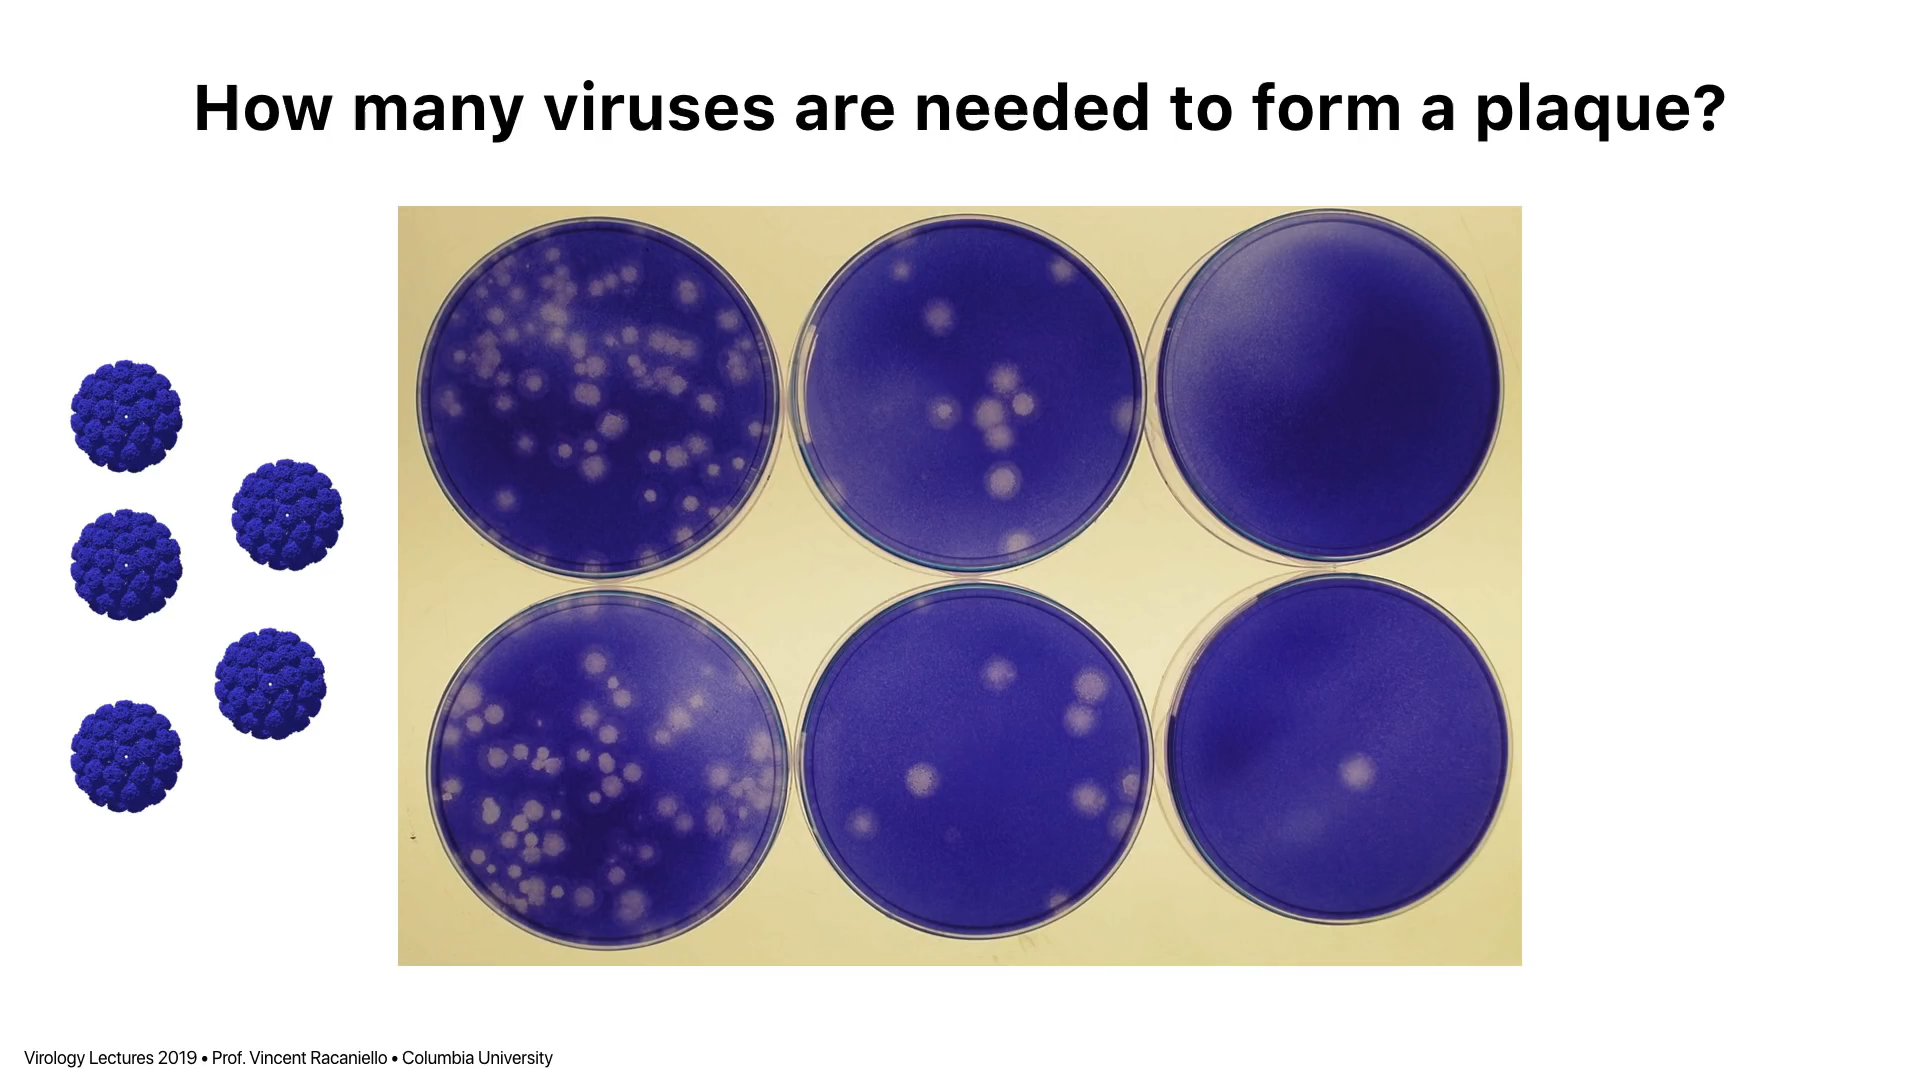 How many viruses are needed to form a plaque?
Virology Lectures 2019 • Prof. Vincent Racaniello • Columbia University